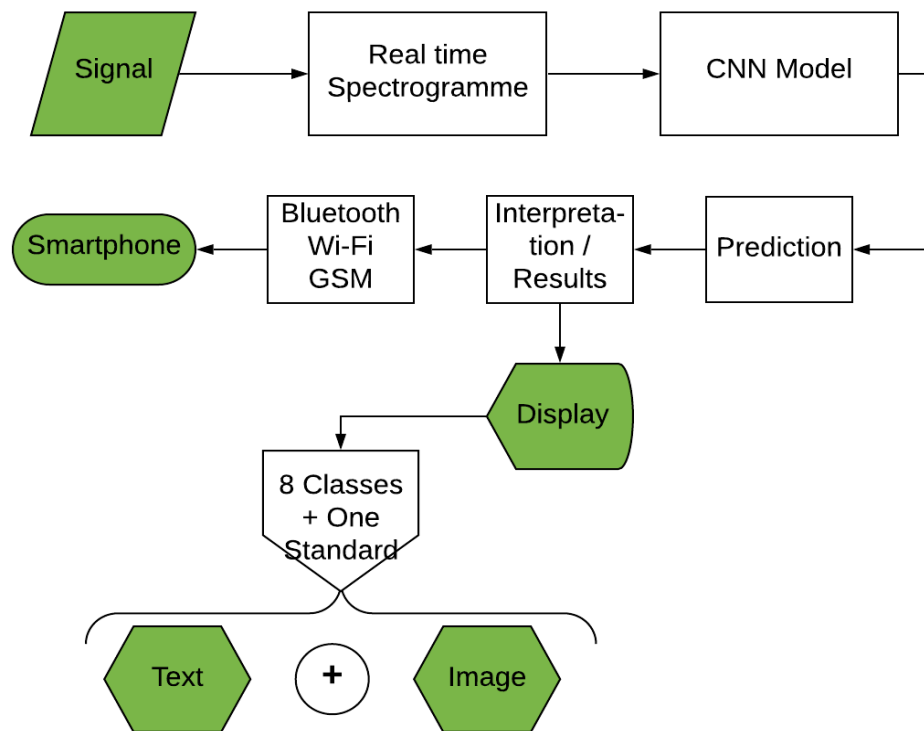 Signal
Real time
Spectrogramme
CNN Model
Smartphone
Bluetooth
Wi-Fi
GSM
Interpreta-
tion /
Results
Prediction
Display
8 Classes
+ One
Standard
Text
+
Image